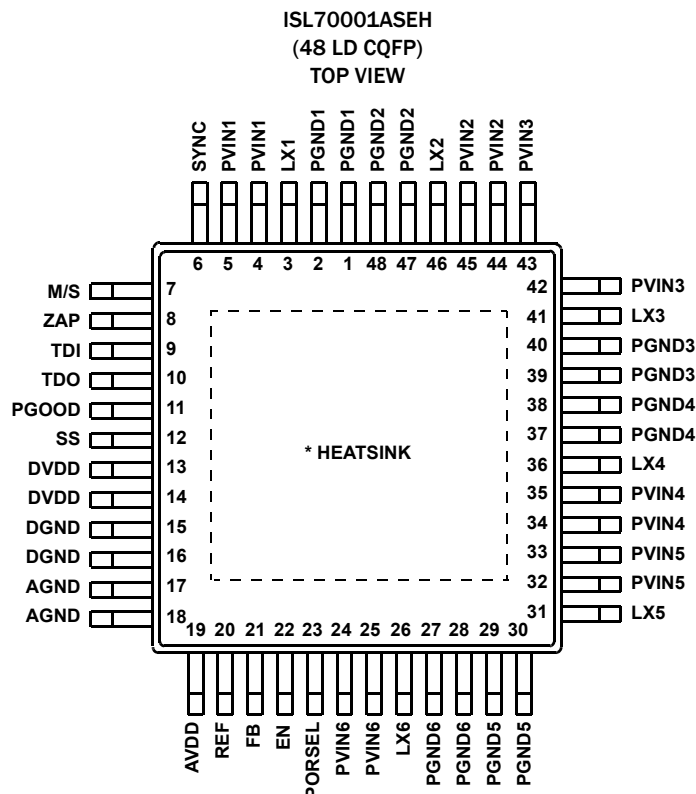 ISL70001ASEH
(48 LD CQFP)
TOP VIEW
SYNC
PVIN1
PVIN1
LX1
PGND1
PGND1
PGND2
PGND2
LX2
PVIN2
PVIN2
PVIN3
6 5 4 3 2 1 48 47 46 45 44 43
M/S 7
ZAP 8
TDI 9
TDO 10
PGOOD 11
SS 12
DVDD 13
DVDD 14
DGND 15
DGND 16
AGND 17
AGND 18
* HEATSINK
42 PVIN3
41 LX3
40 PGND3
39 PGND3
38 PGND4
37 PGND4
36 LX4
35 PVIN4
34 PVIN4
33 PVIN5
32 PVIN5
31 LX5
19 20 21 22 23 24 25 26 27 28 29 30
AVDD
REF
FB
EN
PORSEL
PVIN6
PVIN6
LX6
PGND6
PGND6
PGND5
PGND5